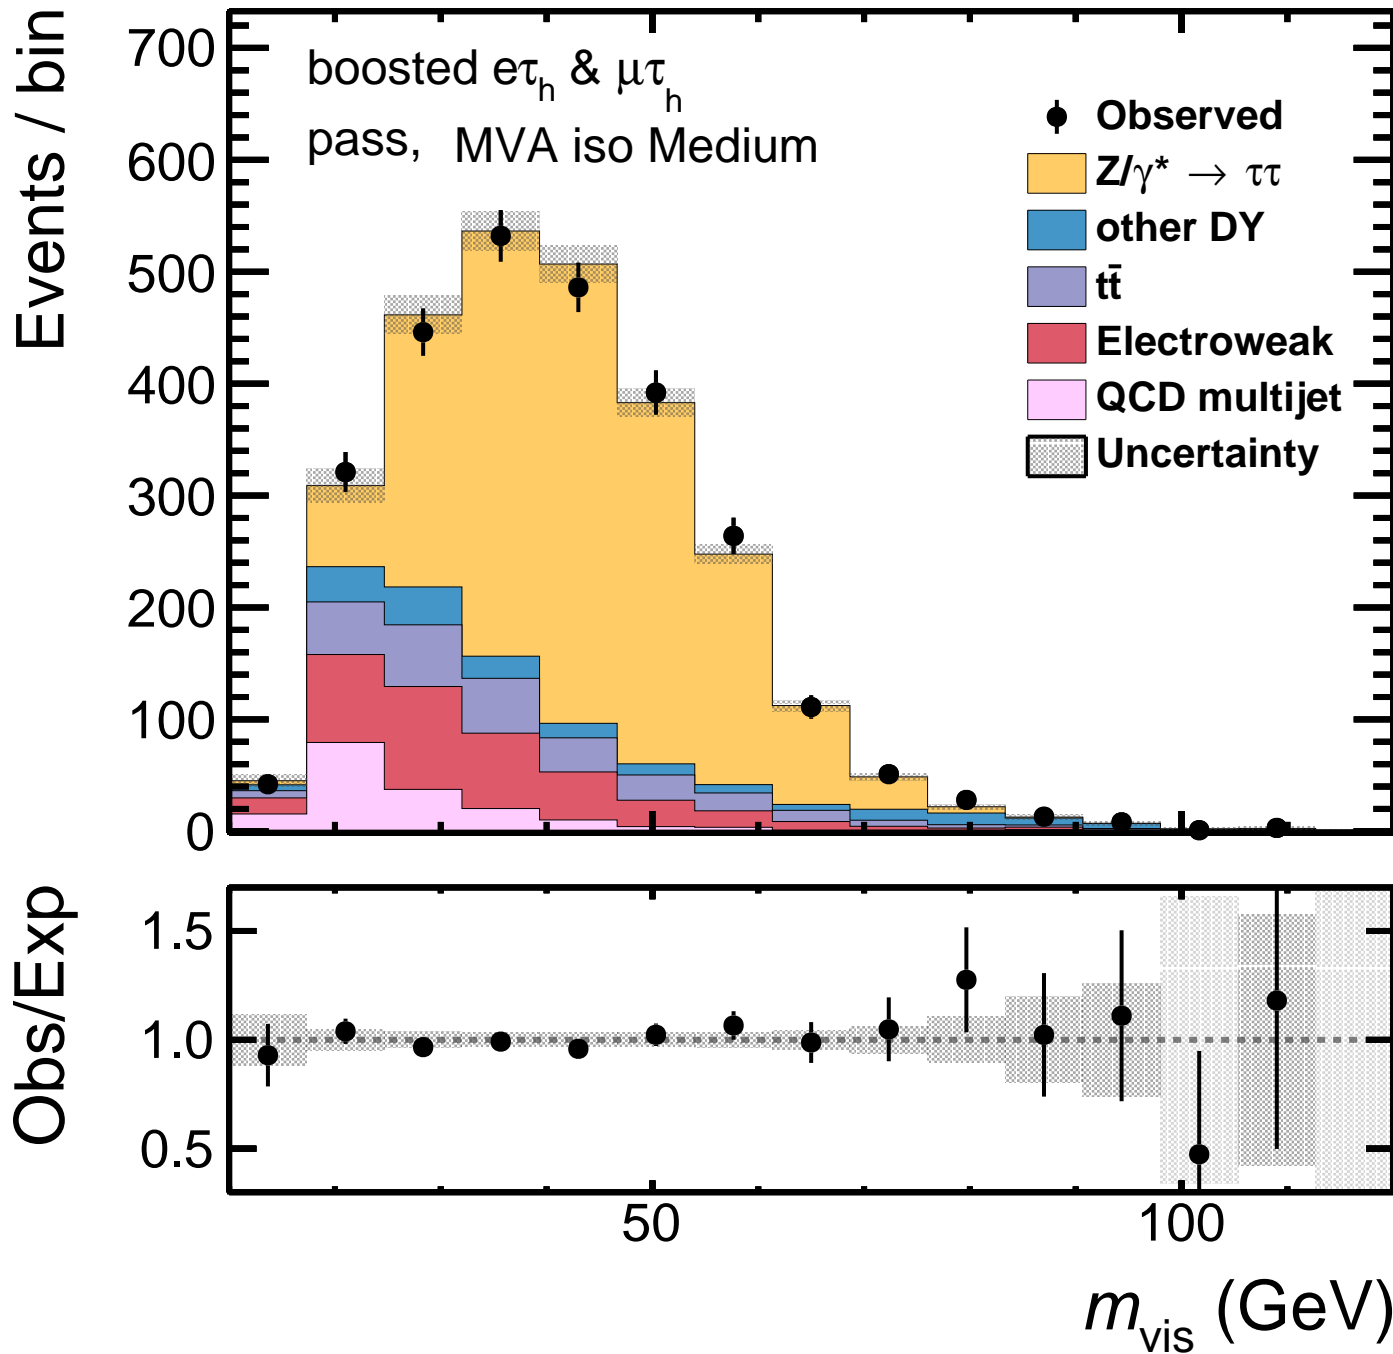 Events / bin
700
600
500
400
300
200
100
0
boosted eτh & μτh
pass, MVA iso Medium
Observed
Z/γ* → ττ
other DY
tt̄
Electroweak
QCD multijet
Uncertainty
Obs/Exp
1.5
1.0
0.5
50 100
mvis (GeV)